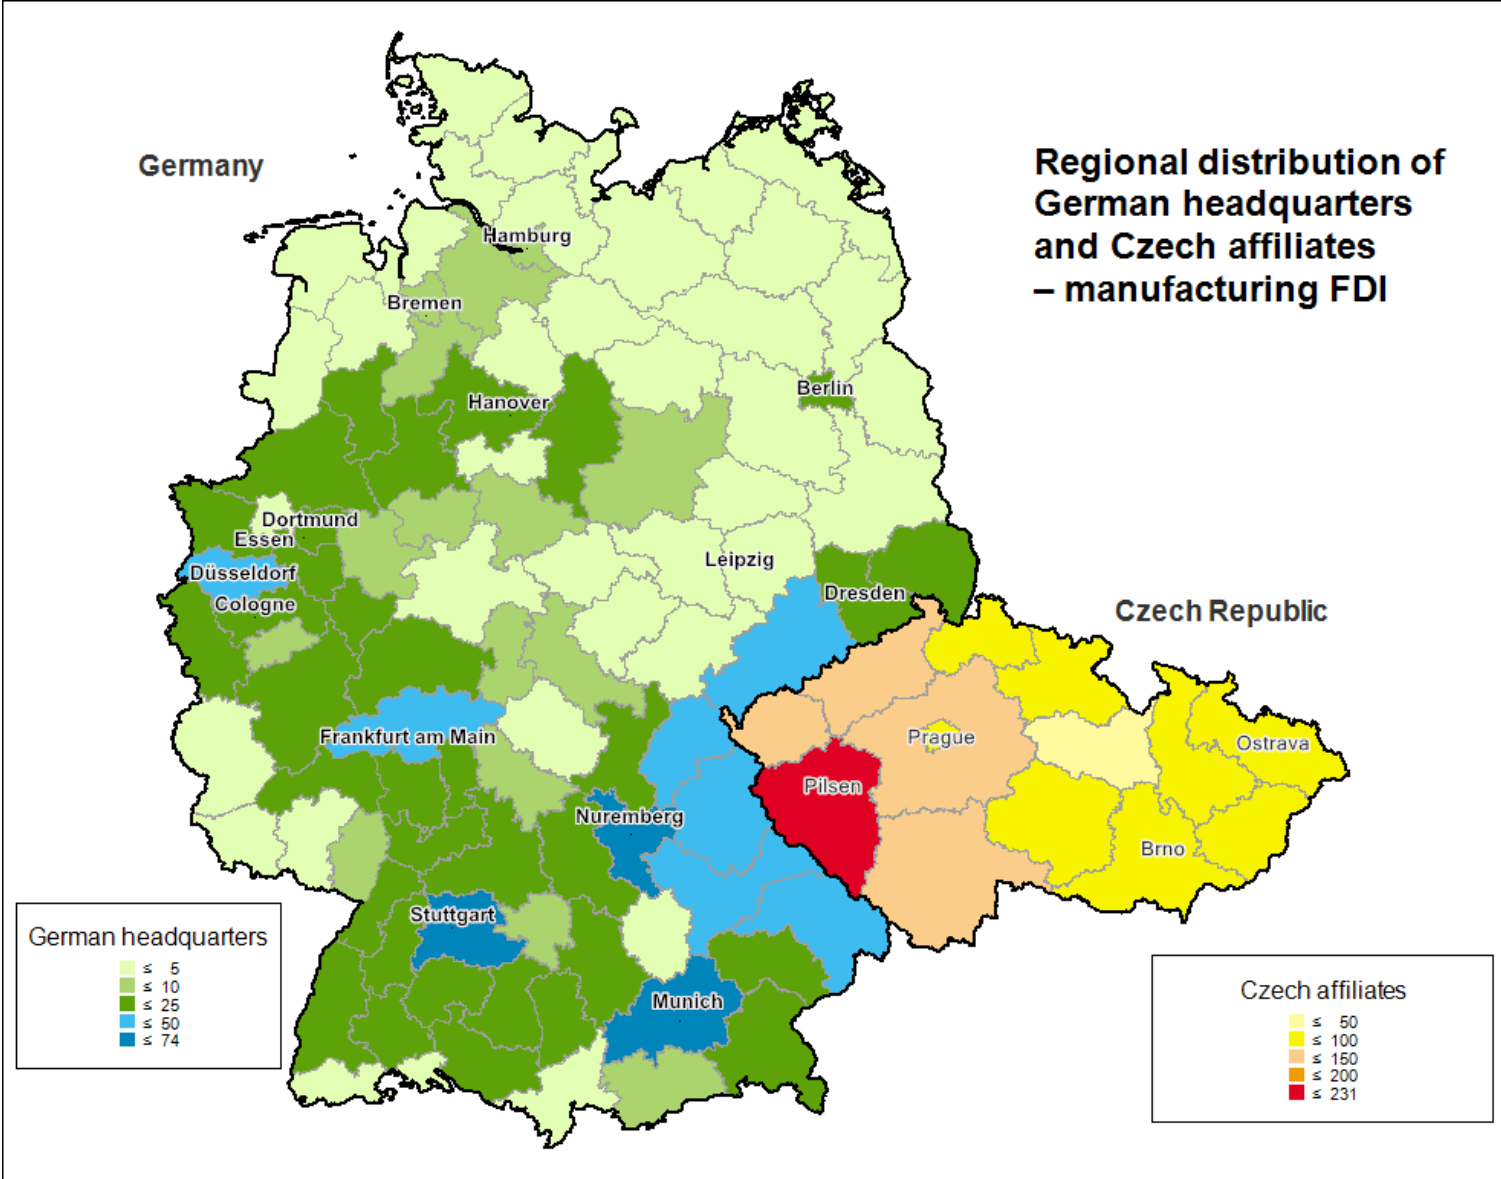 Germany
Regional distribution of
German headquarters
and Czech affiliates
– manufacturing FDI
Hamburg
Bremen
Berlin
Hanover
Dortmund
Essen
Leipzig
Düsseldorf
Dresden
Cologne
Czech Republic
Frankfurt am Main
Prague
Ostrava
Pilsen
Nuremberg
Brno
Stuttgart
Munich
German headquarters
≤ 5
≤ 10
≤ 25
≤ 50
≤ 74
Czech affiliates
≤ 50
≤ 100
≤ 150
≤ 200
≤ 231